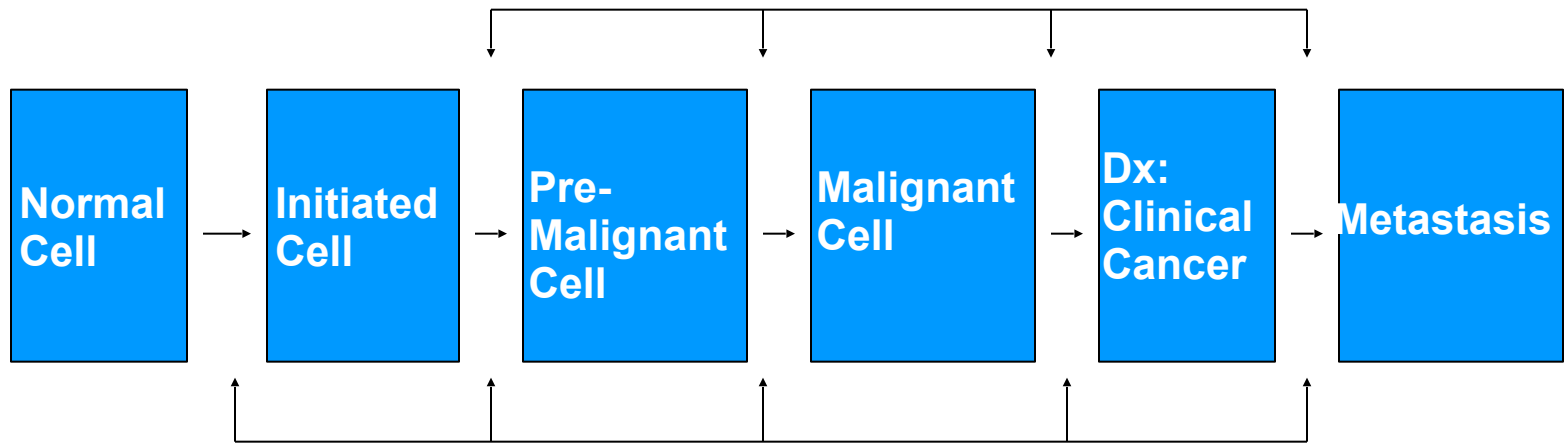 Normal
Cell
Initiated
Cell
Pre-
Malignant
Cell
Malignant
Cell
Dx:
Clinical
Cancer
Metastasis